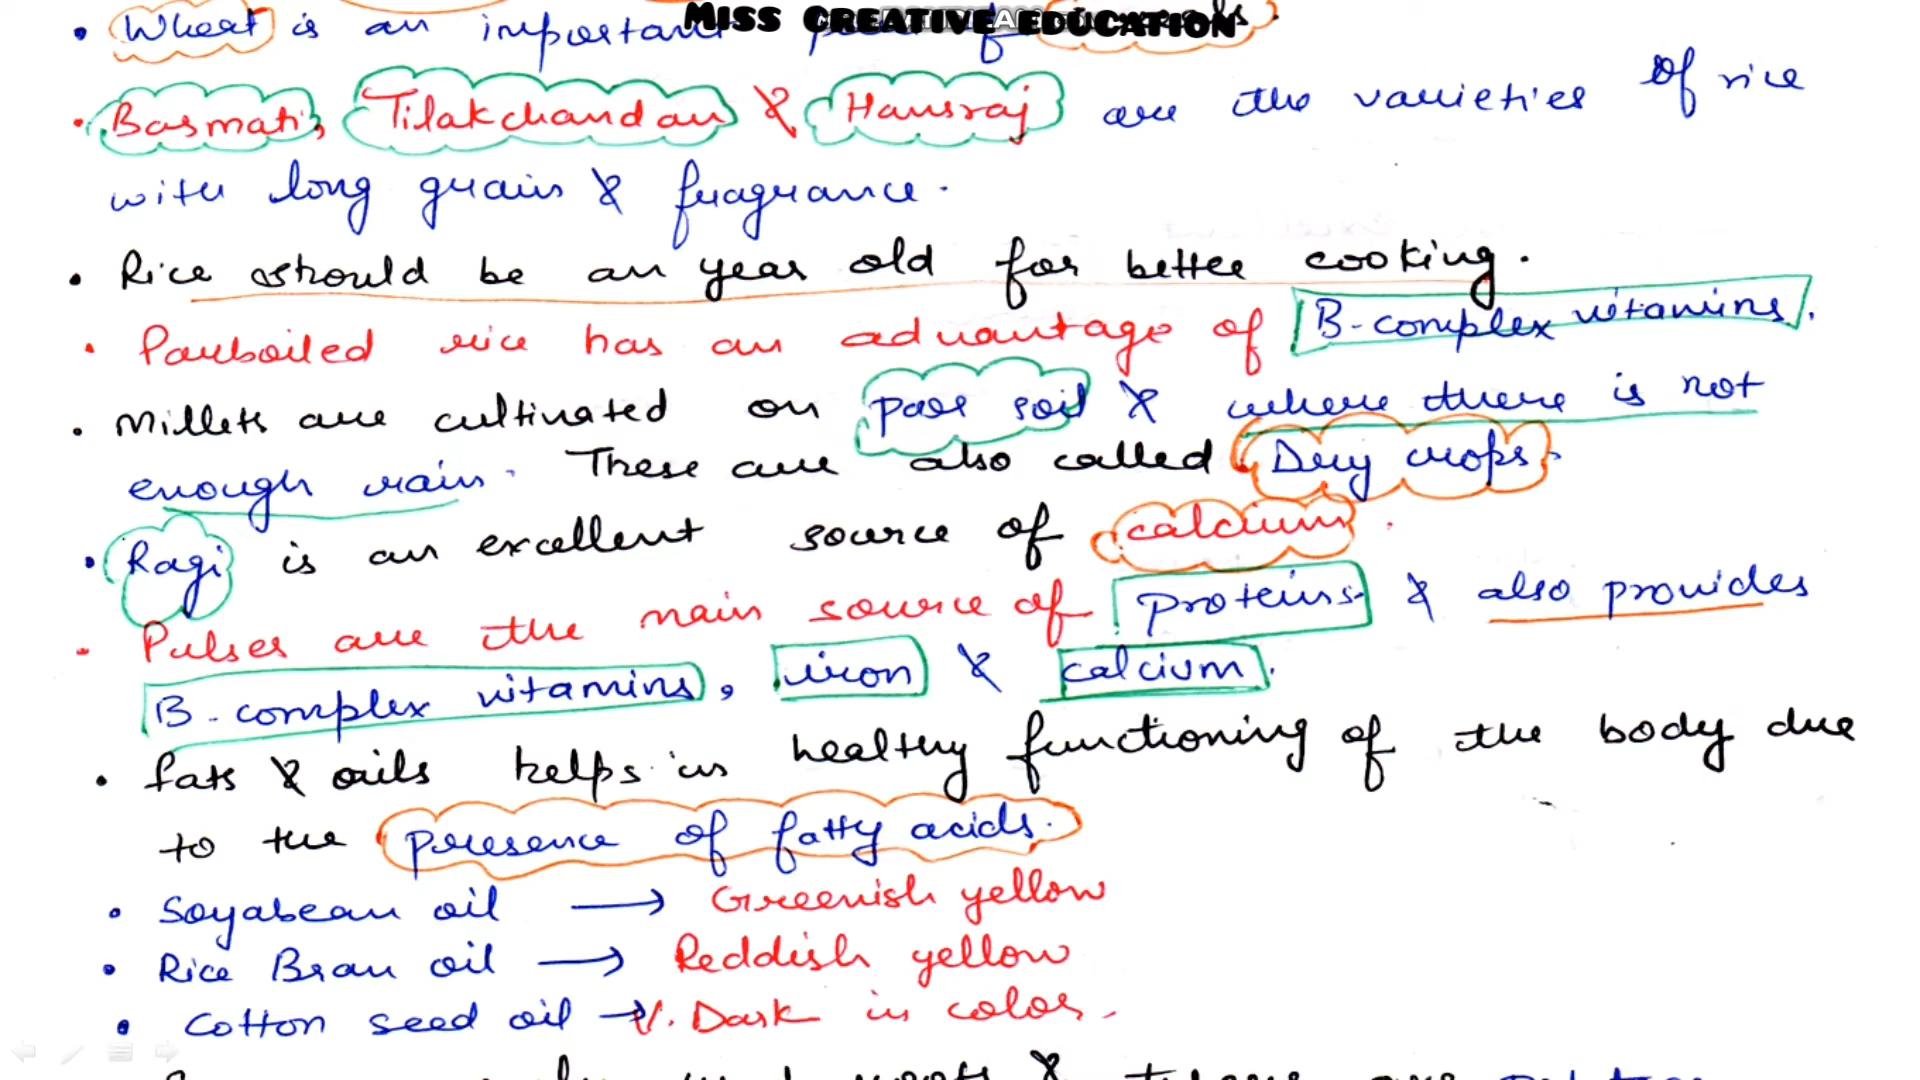 MISS CREATIVE EDUCATION
• Wheat is an important
• Basmati, Tilakchandan & Hansraj are the varieties of rice
with long grain & fragrance.
• Rice should be an year old for better cooking.
• Parboiled rice has an advantage of B-complex vitamins.
• Millets are cultivated on poor soil & where there is not
enough rain. These are also called Dry crops.
• Ragi is an excellent source of calcium.
• Pulses are the main source of proteins & also provides
B-complex vitamins, iron & calcium.
• Fats & oils helps in healthy functioning of the body due
to the presence of fatty acids.
• Soyabean oil → Greenish yellow
• Rice Bran oil → Reddish yellow
• Cotton seed oil → V. Dark in color.